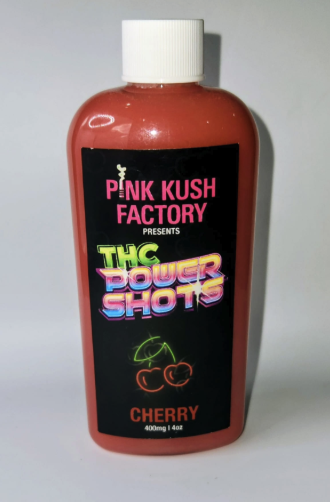 PINK KUSH
FACTORY
PRESENTS
THC
POWER
SHOTS
CHERRY
400mg | 4oz